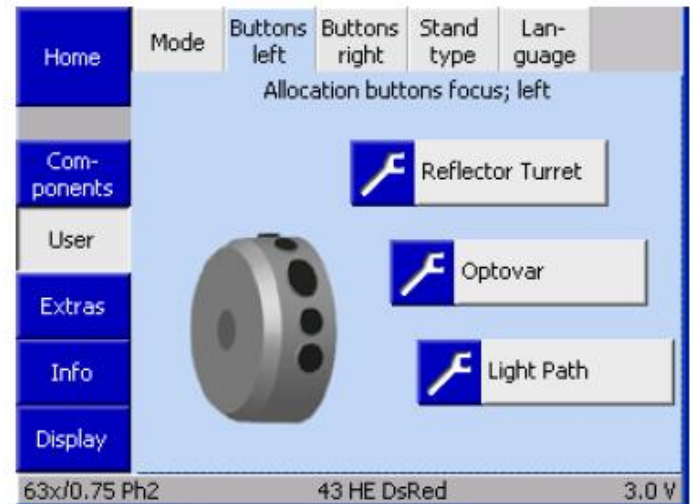 Home
Mode
Buttons
left
Buttons
right
Stand
type
Lan-
guage
Allocation buttons focus; left
Com-
ponents
User
Extras
Info
Display
Reflector Turret
Optovar
Light Path
63x/0.75 Ph2
43 HE DsRed
3.0 V